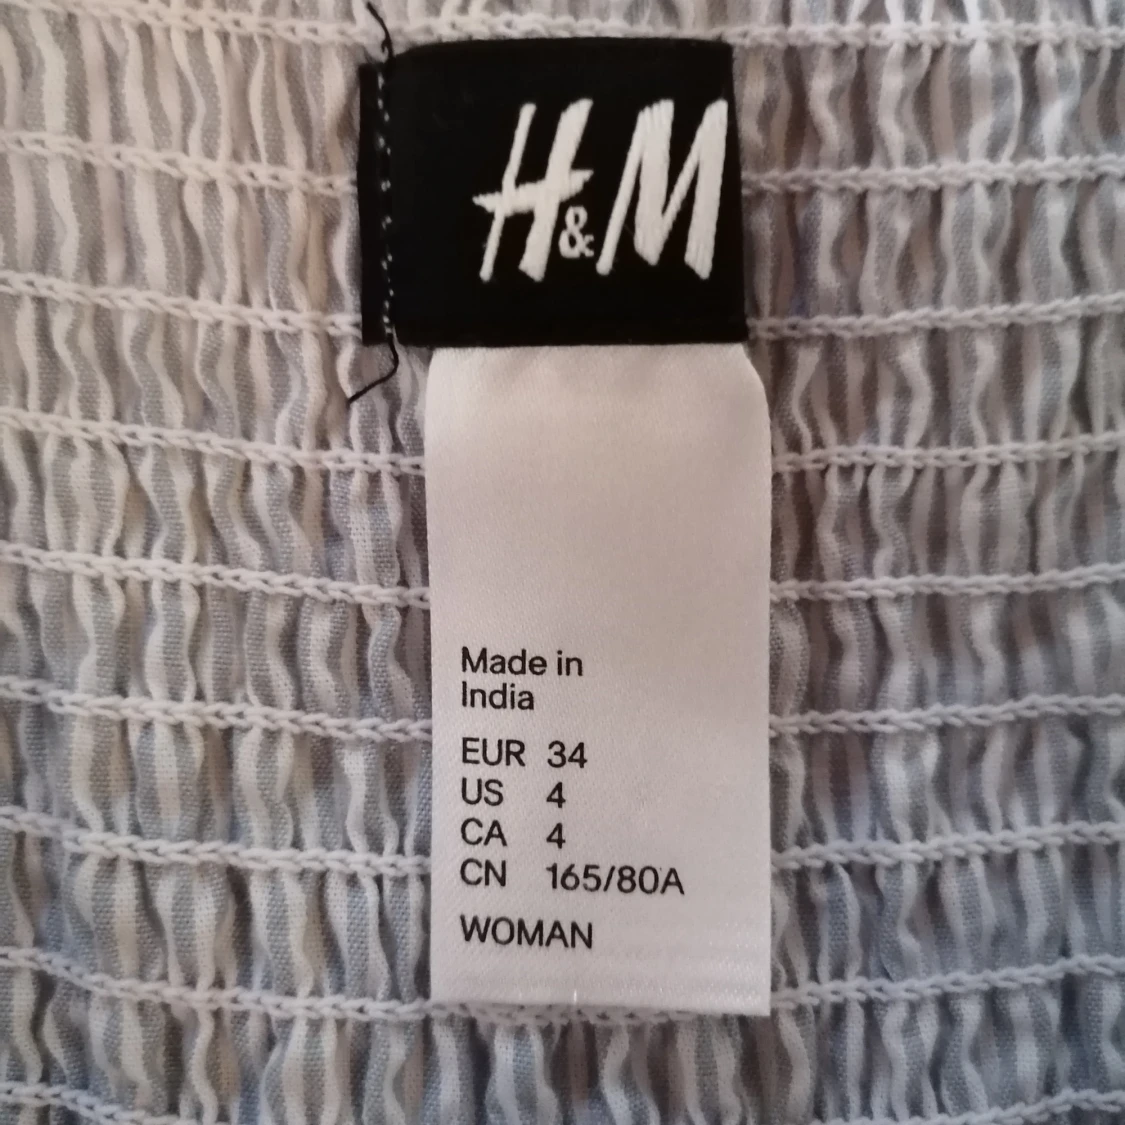 H&M
Made in
India
EUR 34
US 4
CA 4
CN 165/80A
WOMAN